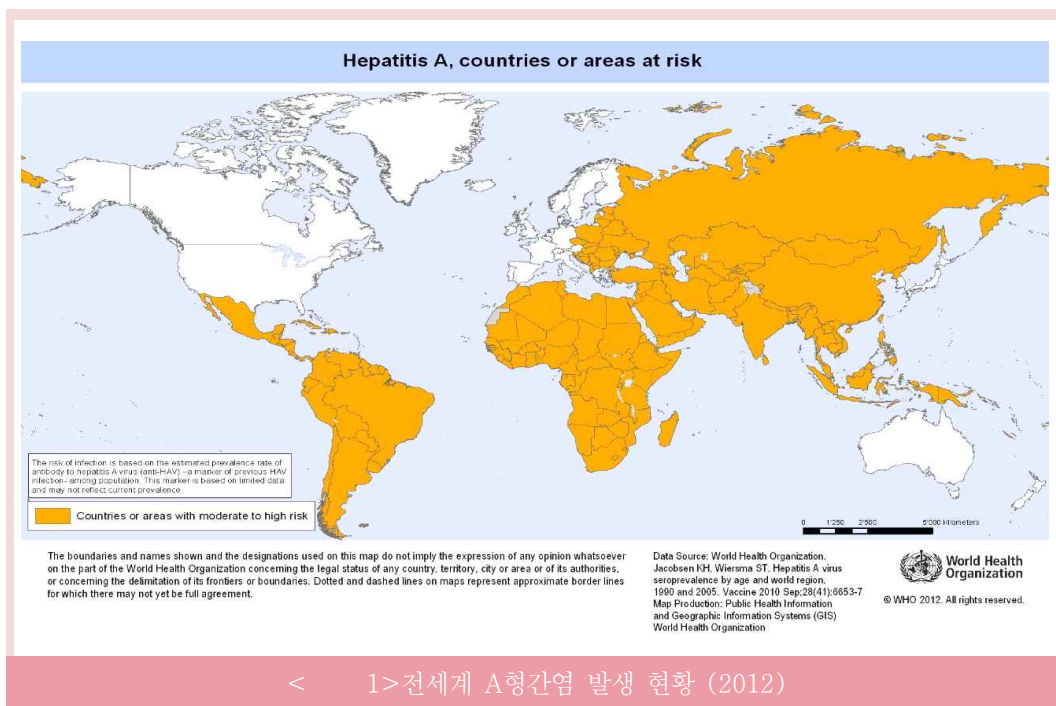 Hepatitis A, countries or areas at risk
The risk of infection is based on the estimated prevalence rate of
antibody to hepatitis A virus (anti-HAV) -a marker of previous HAV
infection- among population. This marker is based on limited data
and may not reflect current prevalence.
Countries or areas with moderate to high risk
0 1'250 2'500 5'000 kilometers
The boundaries and names shown and the designations used on this map do not imply the expression of any opinion whatsoever
on the part of the World Health Organization concerning the legal status of any country, territory, city or area or of its authorities,
or concerning the delimitation of its frontiers or boundaries. Dotted and dashed lines on maps represent approximate border lines
for which there may not yet be full agreement.
Data Source: World Health Organization.
Jacobsen KH, Wiersma ST. Hepatitis A virus
seroprevalence by age and world region,
1990 and 2005. Vaccine 2010 Sep;28(41):6653-7
Map Production: Public Health Information
and Geographic Information Systems (GIS)
World Health Organization
World Health
Organization
© WHO 2012. All rights reserved.
< 1>전세계 A형간염 발생 현황 (2012)